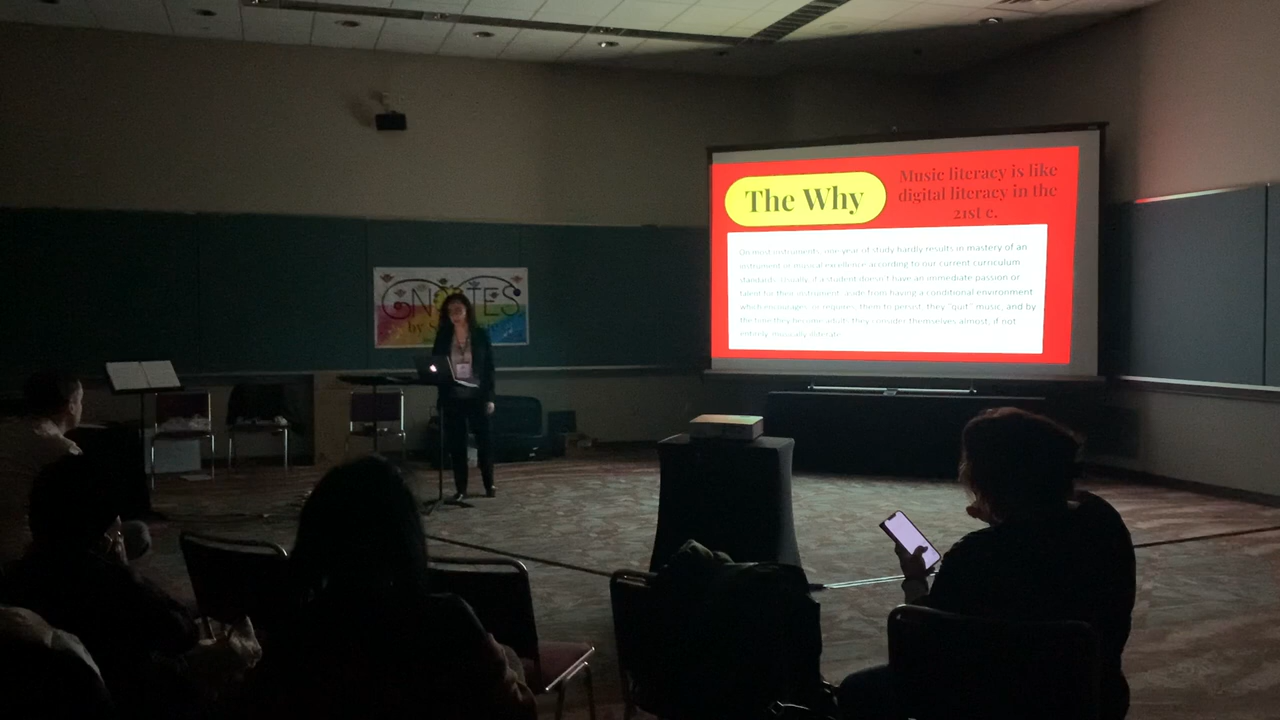 The Why
Music literacy is like
digital literacy in the
21st c.
On most instruments, one year of study hardly results in mastery of an
instrument or musical excellence according to our current curriculum
standards. Usually, if a student doesn't have an immediate passion or
talent for their instrument, aside from having a conditional environment
which encourages or requires them to persist, they "quit" music, and by
the time they become adults they consider themselves almost, if not
entirely, musically illiterate.
GNOTES
by